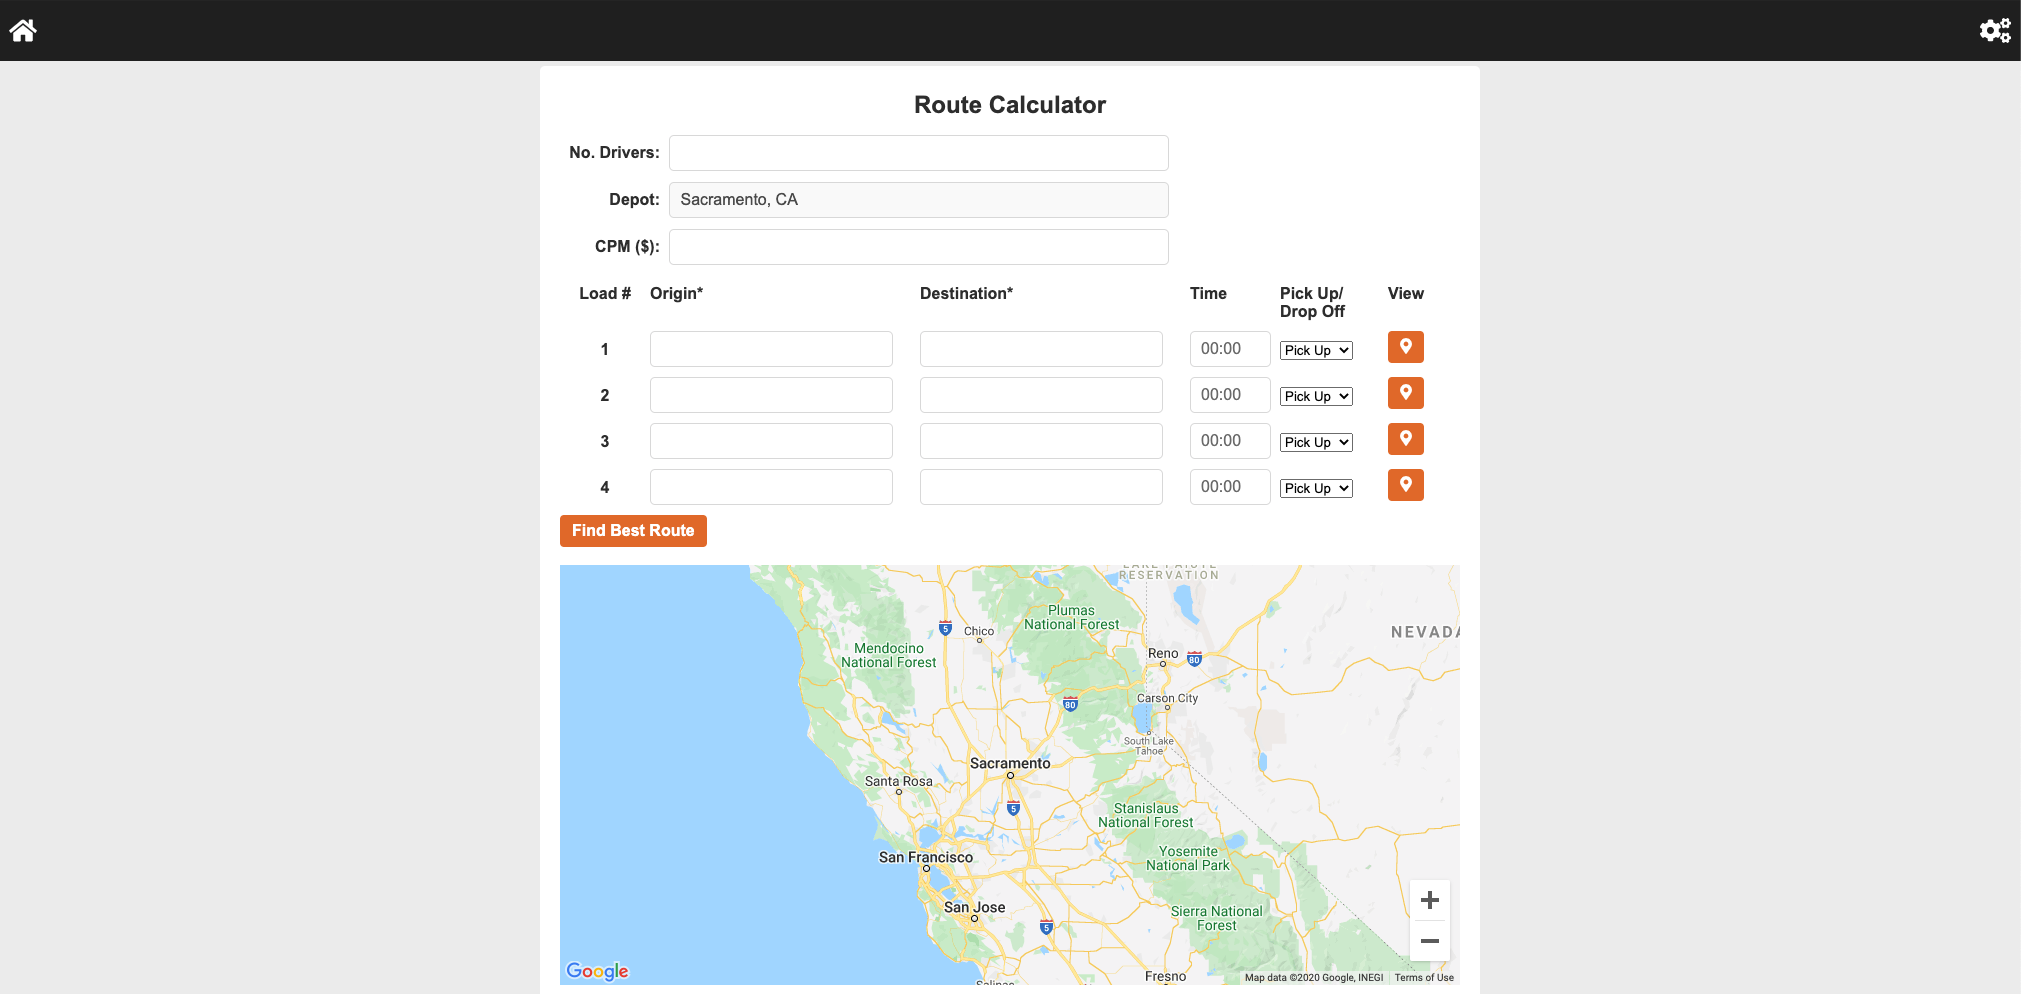 Route Calculator
No. Drivers:
Depot: Sacramento, CA
CPM ($):
Load # Origin* Destination* Time Pick Up/ Drop Off View
1 00:00 Pick Up
2 00:00 Pick Up
3 00:00 Pick Up
4 00:00 Pick Up
Find Best Route
RESERVATION
Plumas
National Forest
5
Chico
NEVADA
Mendocino
National Forest
Reno
80
Carson City
80
South Lake
Tahoe
Sacramento
Santa Rosa
5
Stanislaus
National Forest
San Francisco
Yosemite
National Park
San Jose
Sierra National
Forest
5
Google
Fresno
Map data ©2020 Google, INEGI
Terms of Use